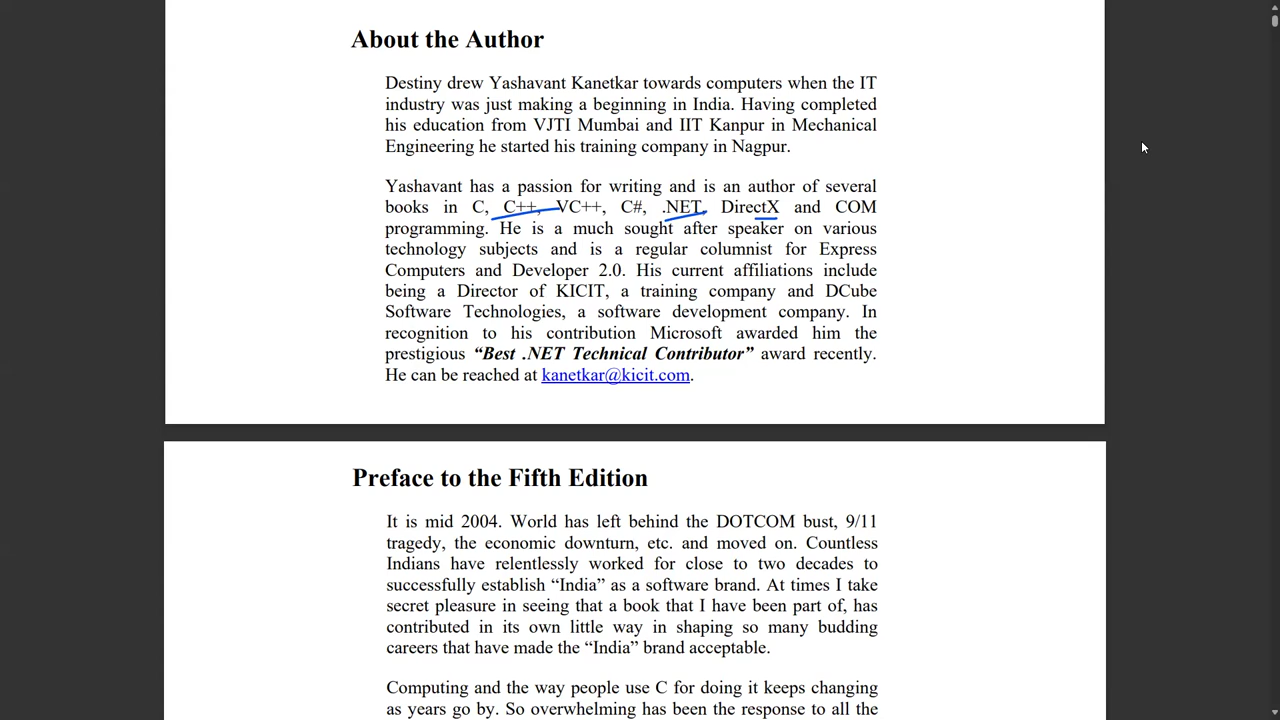 About the Author
Destiny drew Yashavant Kanetkar towards computers when the IT
industry was just making a beginning in India. Having completed
his education from VJTI Mumbai and IIT Kanpur in Mechanical
Engineering he started his training company in Nagpur.
Yashavant has a passion for writing and is an author of several
books in C, C++, VC++, C#, .NET, DirectX and COM
programming. He is a much sought after speaker on various
technology subjects and is a regular columnist for Express
Computers and Developer 2.0. His current affiliations include
being a Director of KICIT, a training company and DCube
Software Technologies, a software development company. In
recognition to his contribution Microsoft awarded him the
prestigious “Best .NET Technical Contributor” award recently.
He can be reached at kanetkar@kicit.com.
Preface to the Fifth Edition
It is mid 2004. World has left behind the DOTCOM bust, 9/11
tragedy, the economic downturn, etc. and moved on. Countless
Indians have relentlessly worked for close to two decades to
successfully establish “India” as a software brand. At times I take
secret pleasure in seeing that a book that I have been part of, has
contributed in its own little way in shaping so many budding
careers that have made the “India” brand acceptable.
Computing and the way people use C for doing it keeps changing
as years go by. So overwhelming has been the response to all the